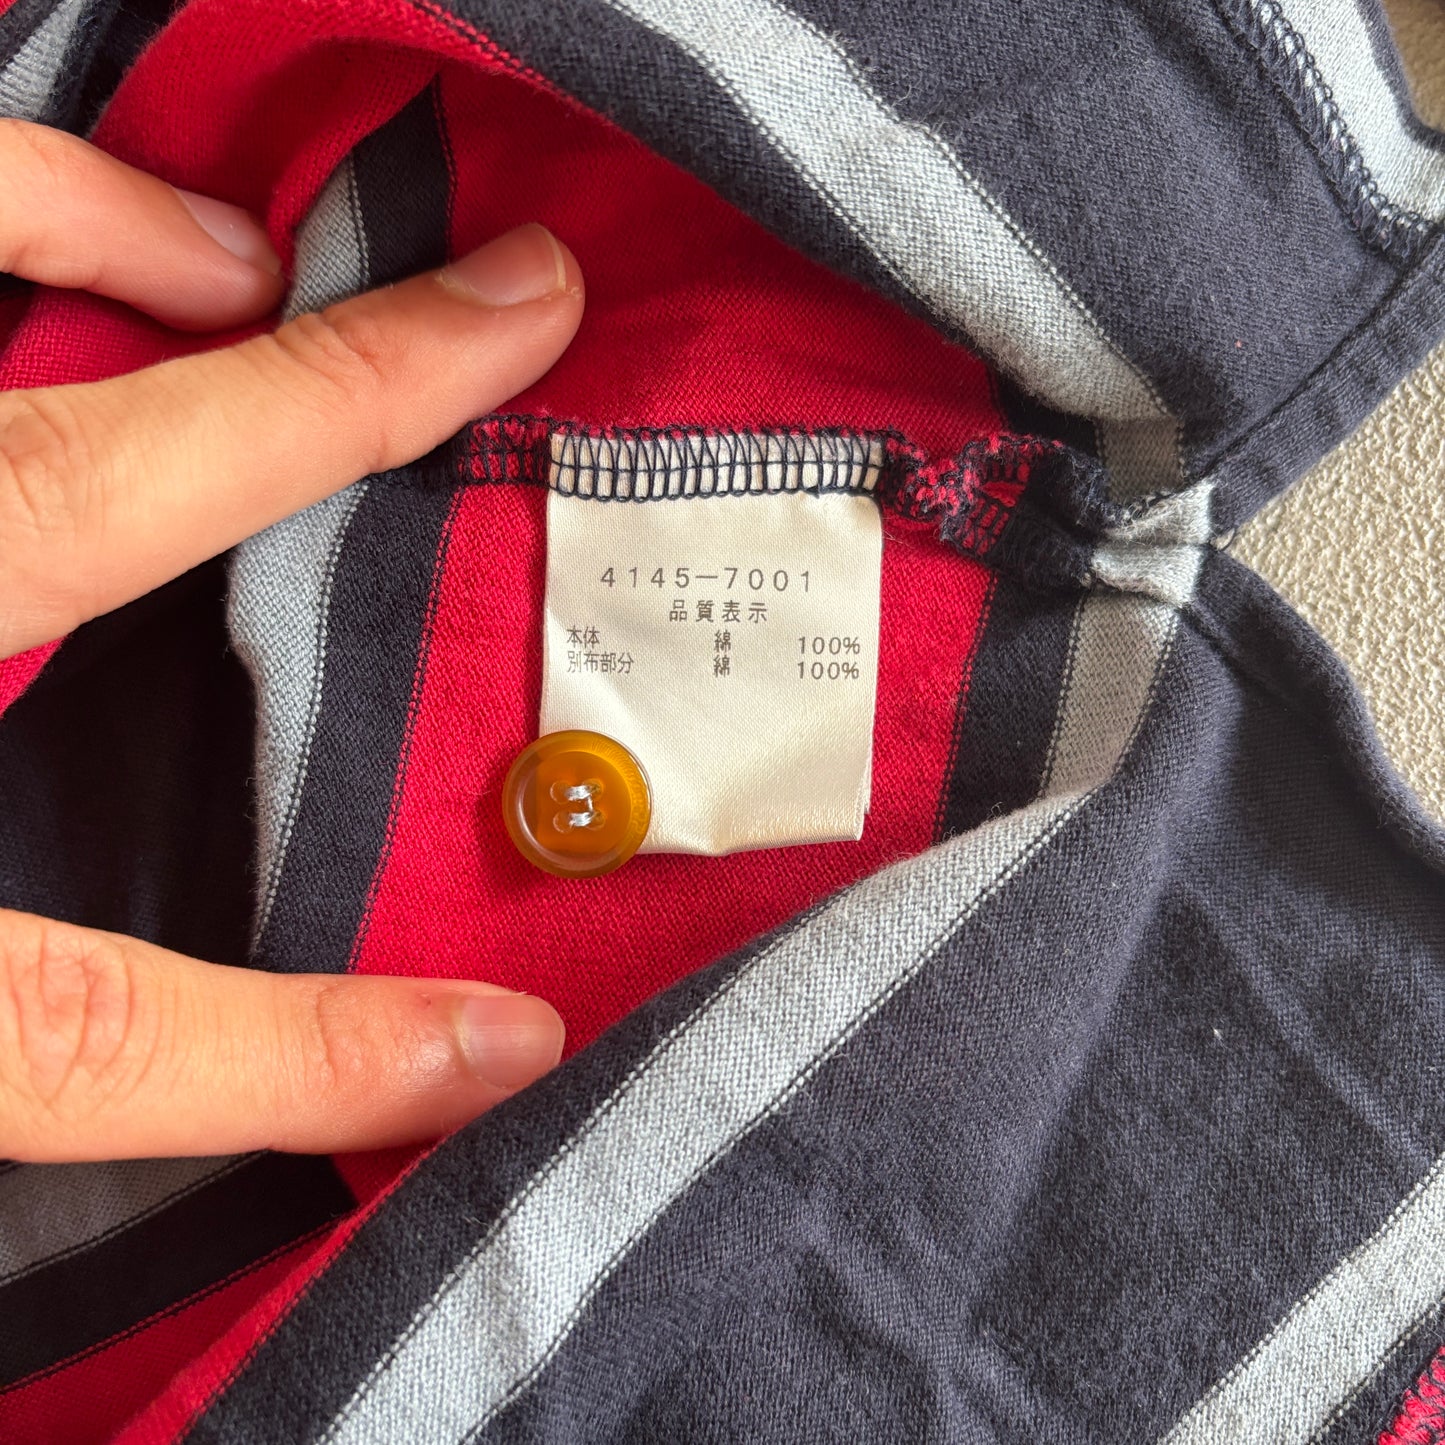 4145-7001
品質表示
本体 綿 100%
別布部分 綿 100%